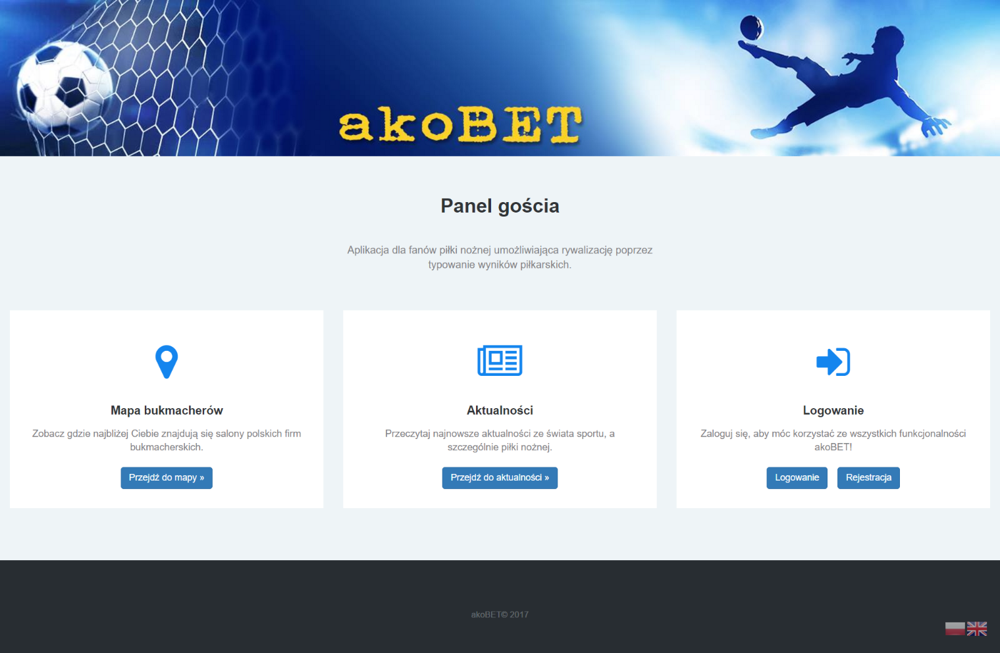 akoBET
Panel gościa
Aplikacja dla fanów piłki nożnej umożliwiająca rywalizację poprzez
typowanie wyników piłkarskich.
Mapa bukmacherów
Zobacz gdzie najbliżej Ciebie znajdują się salony polskich firm
bukmacherskich.
Przejdź do mapy »
Aktualności
Przeczytaj najnowsze aktualności ze świata sportu, a
szczególnie piłki nożnej.
Przejdź do aktualności »
Logowanie
Zaloguj się, aby móc korzystać ze wszystkich funkcjonalności
akoBET!
Logowanie
Rejestracja
akoBET© 2017